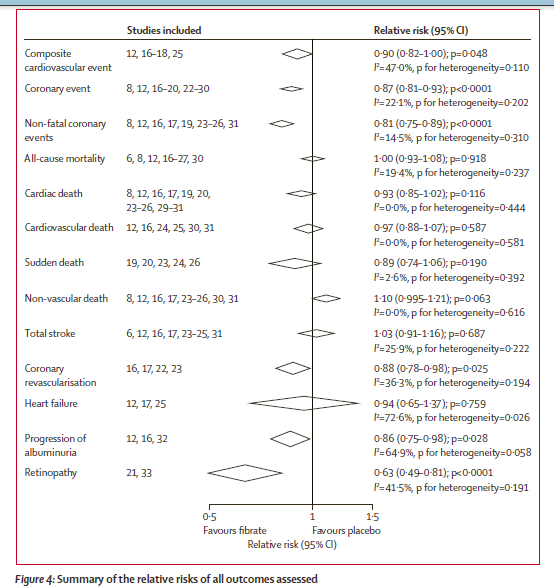 Studies included Relative risk (95% CI)
Composite 12, 16–18, 25 0·90 (0·82–1·00); p=0·048
cardiovascular event I²=47·0%, p for heterogeneity=0·110
Coronary event 8, 12, 16–20, 22–30 0·87 (0·81–0·93); p<0·0001
I²=22·1%, p for heterogeneity=0·202
Non-fatal coronary 8, 12, 16, 17, 19, 23–26, 31 0·81 (0·75–0·89); p<0·0001
events I²=14·5%, p for heterogeneity=0·310
All-cause mortality 6, 8, 12, 16–27, 30 1·00 (0·93–1·08); p=0·918
I²=19·4%, p for heterogeneity=0·237
Cardiac death 8, 12, 16, 17, 19, 20, 0·93 (0·85–1·02); p=0·116
23–26, 29–31 I²=0·0%, p for heterogeneity=0·444
Cardiovascular death 12, 16, 24, 25, 30, 31 0·97 (0·88–1·07); p=0·587
I²=0·0%, p for heterogeneity=0·581
Sudden death 19, 20, 23, 24, 26 0·89 (0·74–1·06); p=0·190
I²=2·6%, p for heterogeneity=0·392
Non-vascular death 8, 12, 16, 17, 23–26, 30, 31 1·10 (0·995–1·21); p=0·063
I²=0·0%, p for heterogeneity=0·616
Total stroke 6, 12, 16, 17, 23–25, 31 1·03 (0·91–1·16); p=0·687
I²=25·9%, p for heterogeneity=0·222
Coronary 16, 17, 22, 23 0·88 (0·78–0·98); p=0·025
revascularisation I²=36·3%, p for heterogeneity=0·194
Heart failure 12, 17, 25 0·94 (0·65–1·37); p=0·759
I²=72·6%, p for heterogeneity=0·026
Progression of 12, 16, 32 0·86 (0·75–0·98); p=0·028
albuminuria I²=64·9%, p for heterogeneity=0·058
Retinopathy 21, 33 0·63 (0·49–0·81); p<0·0001
I²=41·5%, p for heterogeneity=0·191
0·5 1 1·5
Favours fibrate Favours placebo
Relative risk (95% CI)
Figure 4: Summary of the relative risks of all outcomes assessed